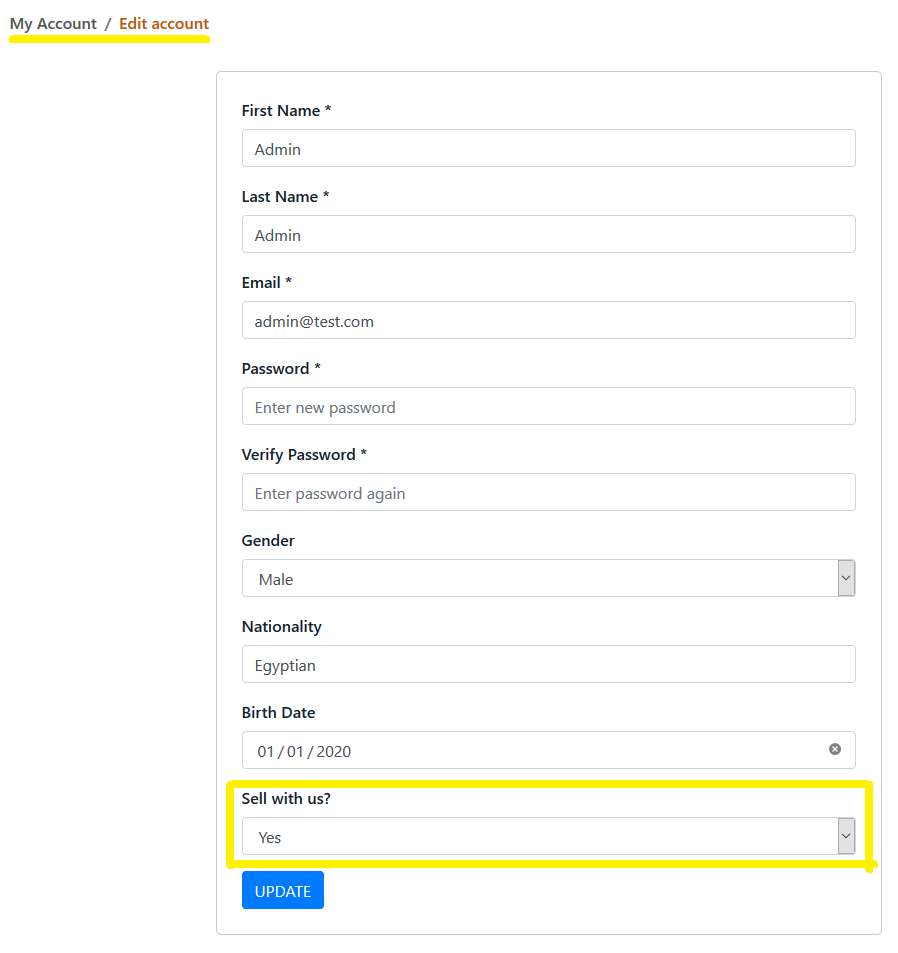 My Account / Edit account
First Name *
Admin
Last Name *
Admin
Email *
admin@test.com
Password *
Enter new password
Verify Password *
Enter password again
Gender
Male
Nationality
Egyptian
Birth Date
01 / 01 / 2020
Sell with us?
Yes
UPDATE